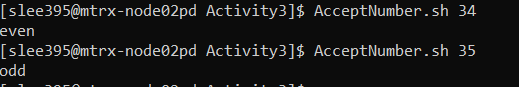 [slee395@mtrx-node02pd Activity3]$ AcceptNumber.sh 34
even
[slee395@mtrx-node02pd Activity3]$ AcceptNumber.sh 35
odd